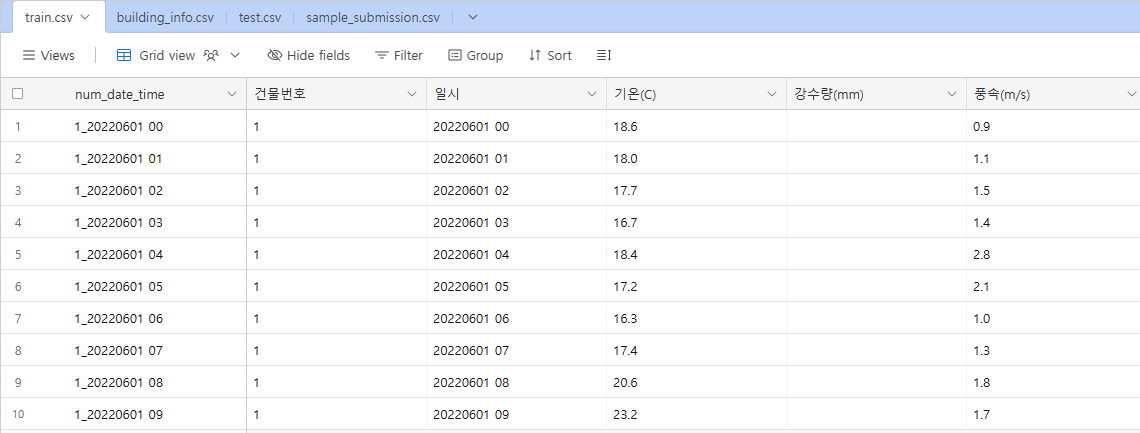 train.csv building_info.csv test.csv sample_submission.csv
Views Grid view Hide fields Filter Group Sort
num_date_time 건물번호 일시 기온(C) 강수량(mm) 풍속(m/s)
1 1_20220601 00 1 20220601 00 18.6 0.9
2 1_20220601 01 1 20220601 01 18.0 1.1
3 1_20220601 02 1 20220601 02 17.7 1.5
4 1_20220601 03 1 20220601 03 16.7 1.4
5 1_20220601 04 1 20220601 04 18.4 2.8
6 1_20220601 05 1 20220601 05 17.2 2.1
7 1_20220601 06 1 20220601 06 16.3 1.0
8 1_20220601 07 1 20220601 07 17.4 1.3
9 1_20220601 08 1 20220601 08 20.6 1.8
10 1_20220601 09 1 20220601 09 23.2 1.7